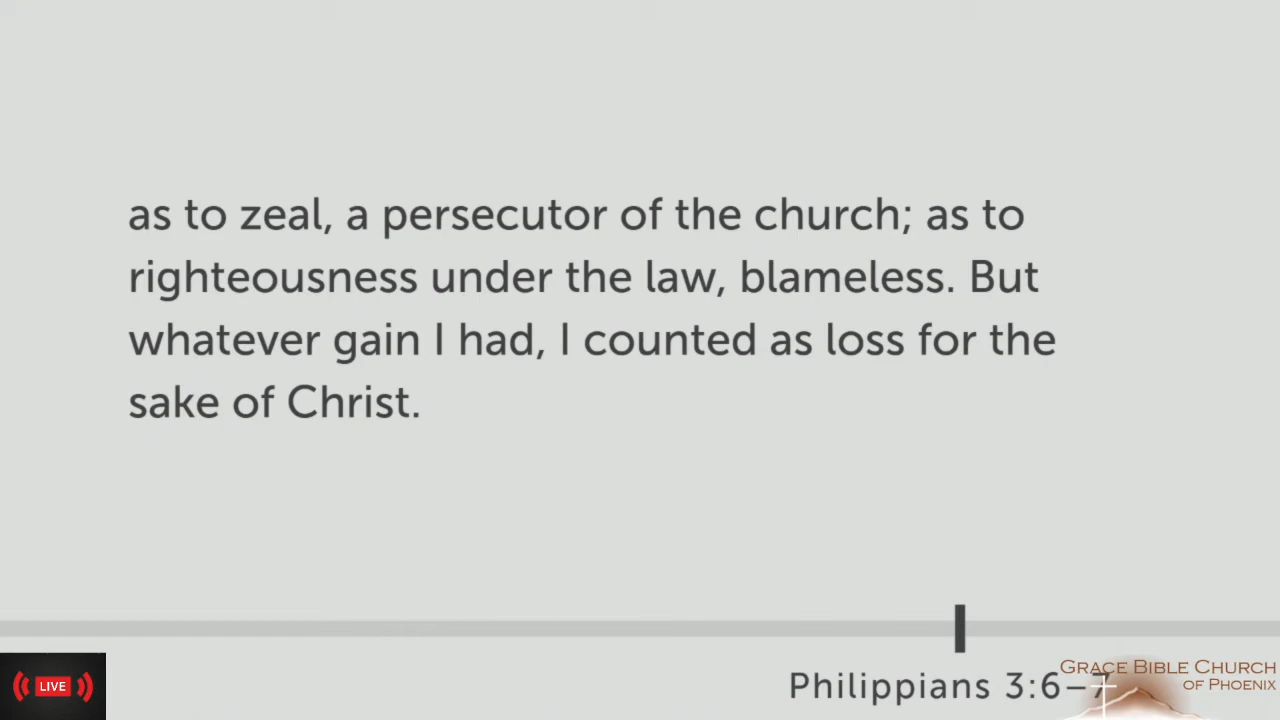 as to zeal, a persecutor of the church; as to
righteousness under the law, blameless. But
whatever gain I had, I counted as loss for the
sake of Christ.
LIVE
Philippians 3:6–7
GRACE BIBLE CHURCH
OF PHOENIX